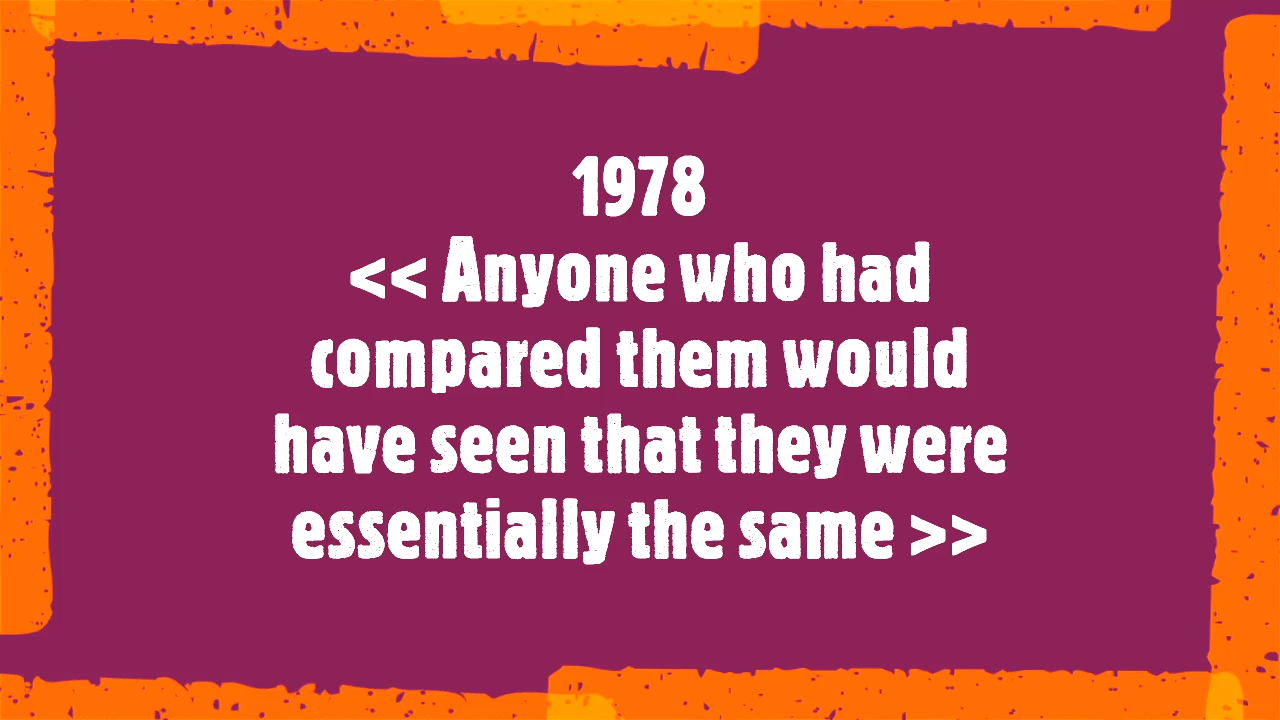 1978
<< Anyone who had
compared them would
have seen that they were
essentially the same >>